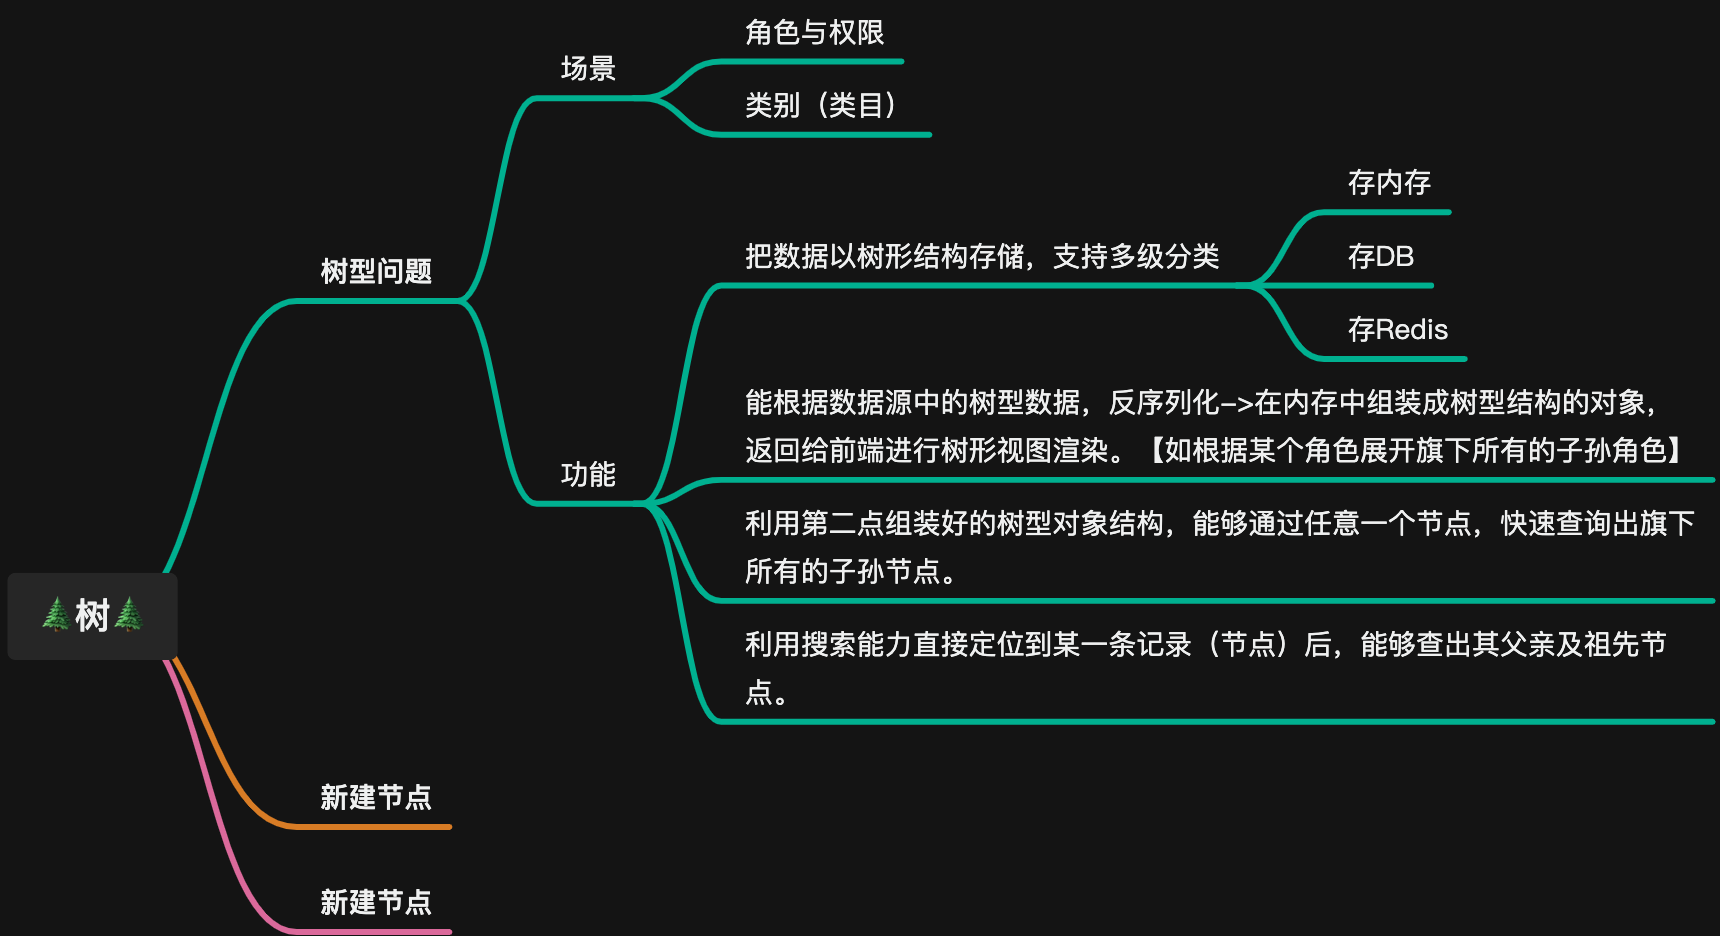 角色与权限
场景
类别（类目）
存内存
把数据以树形结构存储，支持多级分类
存DB
树型问题
存Redis
能根据数据源中的树型数据，反序列化->在内存中组装成树型结构的对象，
返回给前端进行树形视图渲染。【如根据某个角色展开旗下所有的子孙角色】
功能
利用第二点组装好的树型对象结构，能够通过任意一个节点，快速查询出旗下
所有的子孙节点。
🌲树🌲
利用搜索能力直接定位到某一条记录（节点）后，能够查出其父亲及祖先节
点。
新建节点
新建节点